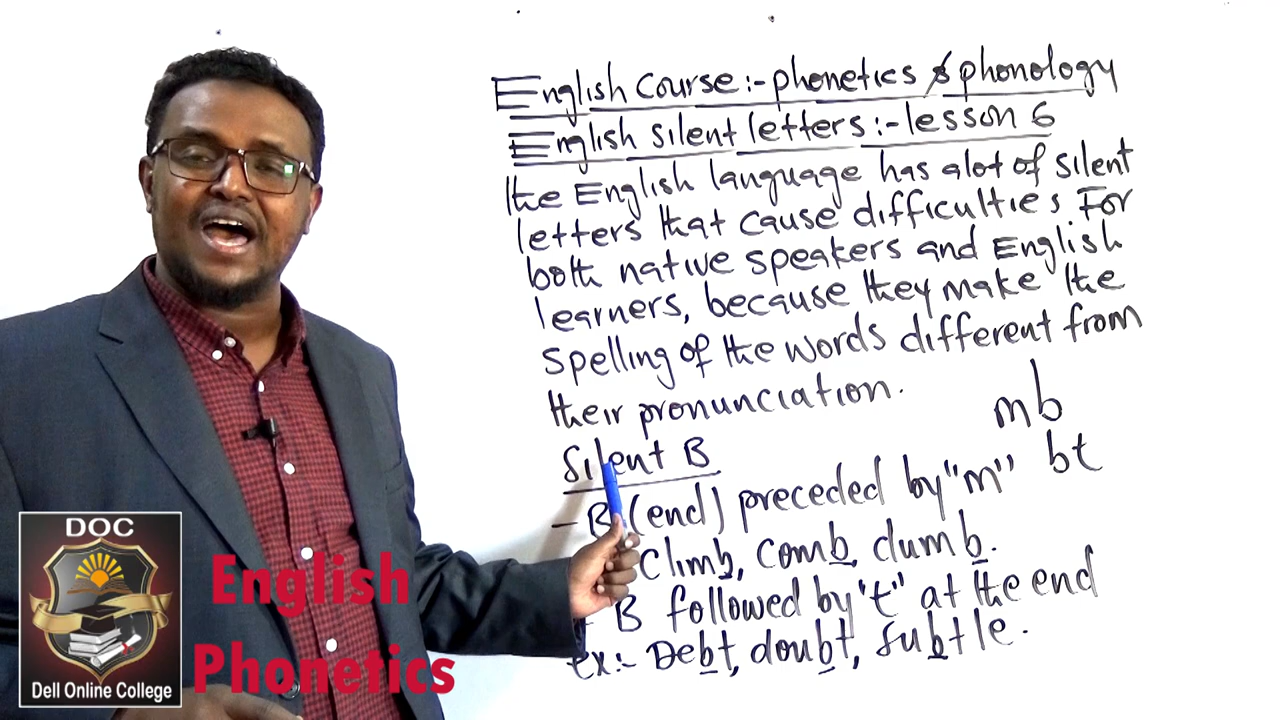 English Course:- phonetics & phonology
English silent letters:- lesson 6
the English language has alot of silent
letters that cause difficulties For
both native speakers and English
learners, because they make the
spelling of the words different from
their pronunciation.
mb
Silent B
bt
- B (end) preceded by "m"
Climb, comb, dumb.
- B followed by "t" at the end
ex:- Debt, doubt, subtle.
DOC
Dell Online College
English
Phonetics